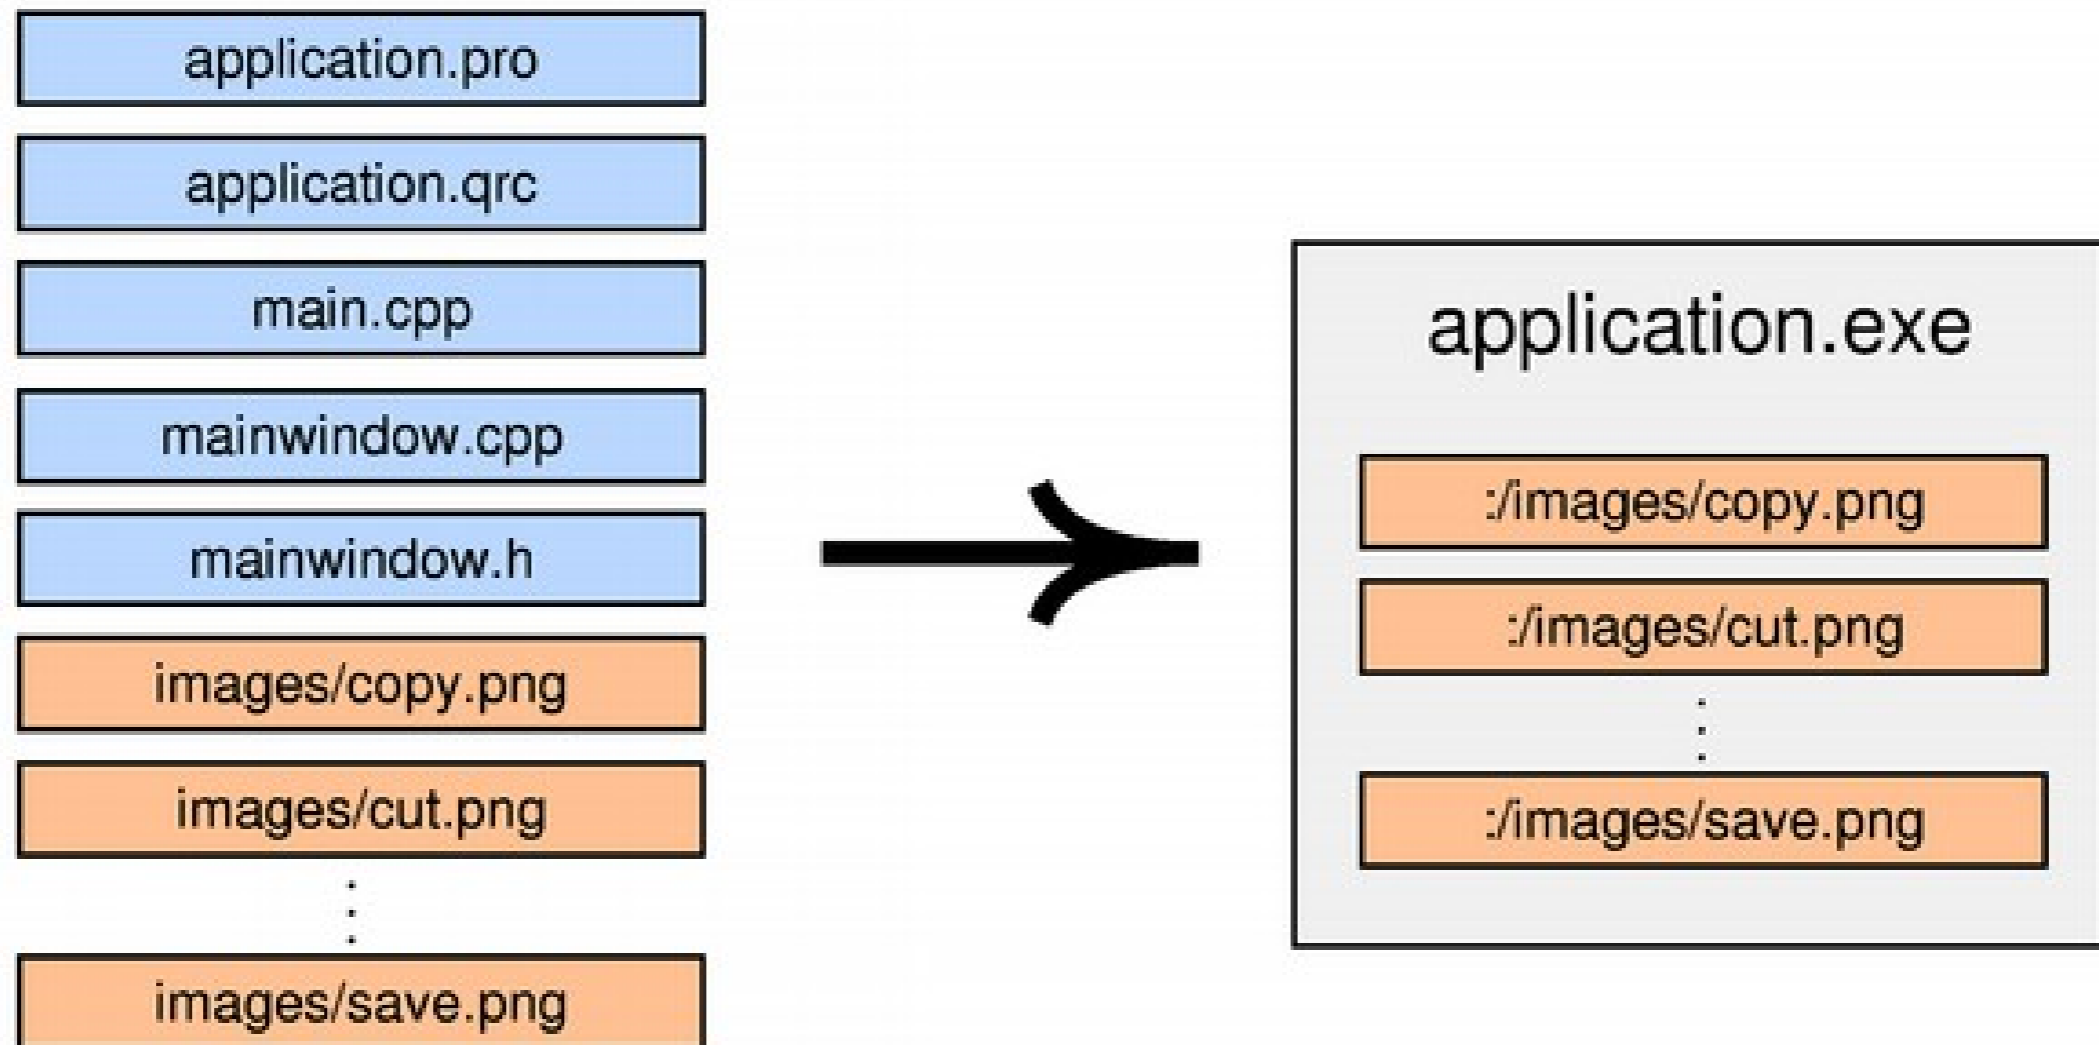 application.pro
application.qrc
main.cpp
mainwindow.cpp
mainwindow.h
images/copy.png
images/cut.png
images/save.png
application.exe
:/images/copy.png
:/images/cut.png
:/images/save.png